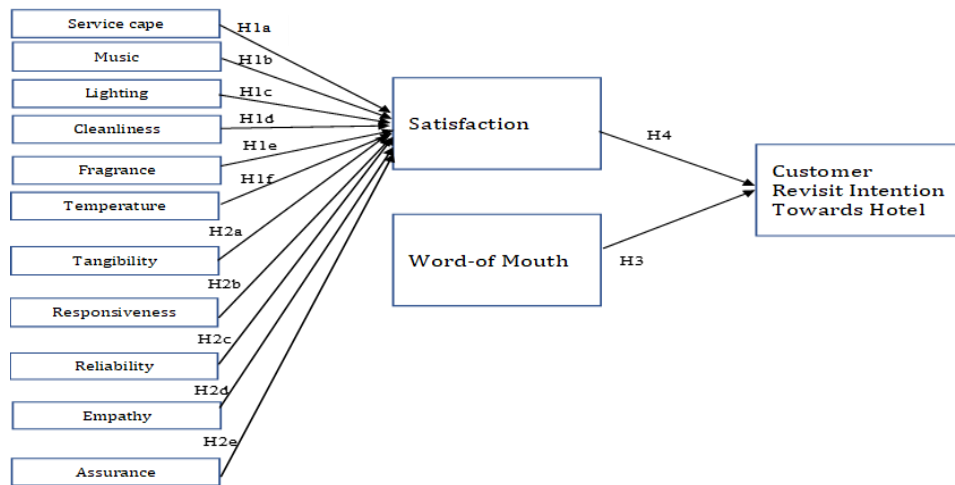 Service cape
H1a
Music
H1b
Lighting
H1c
Cleanliness
H1d
Fragrance
H1e
Temperature
H1f
Tangibility
H2a
Responsiveness
H2b
Reliability
H2c
Empathy
H2d
Assurance
H2e
Satisfaction
H4
Word-of Mouth
H3
Customer
Revisit Intention
Towards Hotel